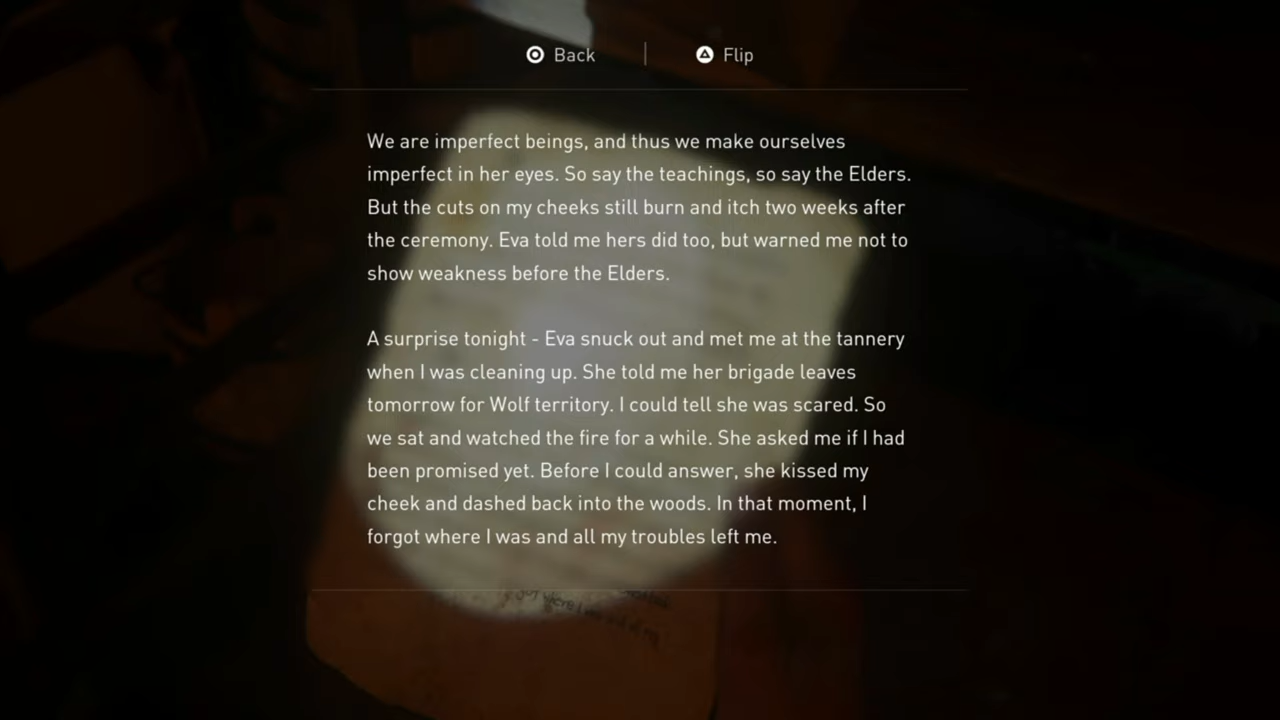 Back | Flip
We are imperfect beings, and thus we make ourselves
imperfect in her eyes. So say the teachings, so say the Elders.
But the cuts on my cheeks still burn and itch two weeks after
the ceremony. Eva told me hers did too, but warned me not to
show weakness before the Elders.
A surprise tonight - Eva snuck out and met me at the tannery
when I was cleaning up. She told me her brigade leaves
tomorrow for Wolf territory. I could tell she was scared. So
we sat and watched the fire for a while. She asked me if I had
been promised yet. Before I could answer, she kissed my
cheek and dashed back into the woods. In that moment, I
forgot where I was and all my troubles left me.